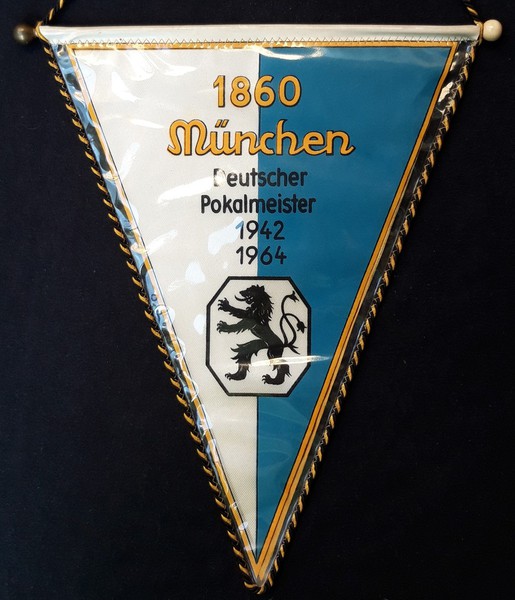 1860
München
Deutscher
Pokalmeister
1942
1964